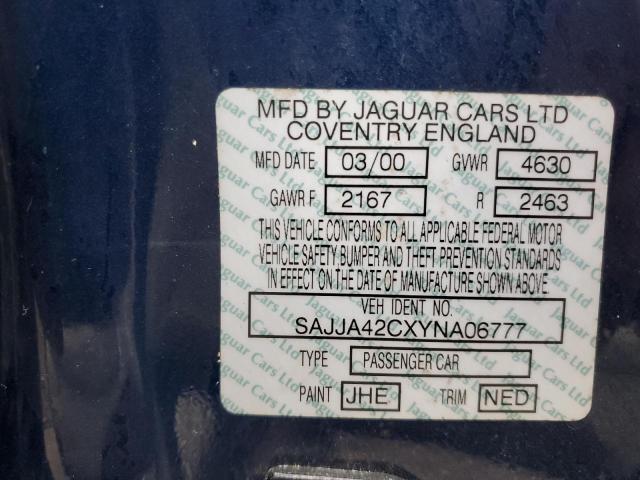 MFD BY JAGUAR CARS LTD
COVENTRY ENGLAND
MFD DATE 03/00 GVWR 4630
GAWR F 2167 R 2463
THIS VEHICLE CONFORMS TO ALL APPLICABLE FEDERAL MOTOR
VEHICLE SAFETY BUMPER AND THEFT PREVENTION STANDARDS
IN EFFECT ON THE DATE OF MANUFACTURE SHOWN ABOVE
VEH IDENT NO.
SAJJA42CXYNA06777
TYPE PASSENGER CAR
PAINT JHE TRIM NED